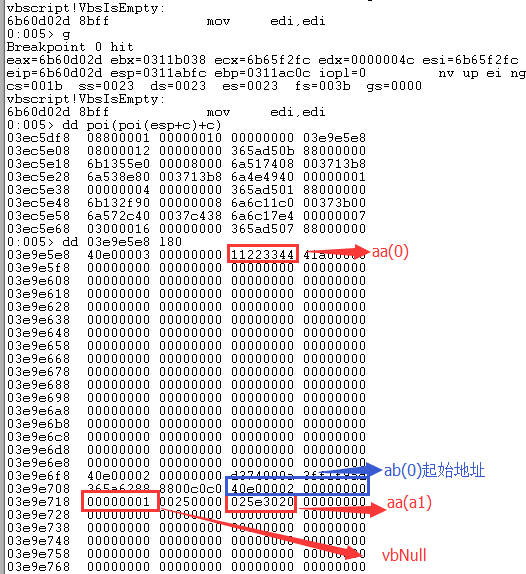 vbscript!VbsIsEmpty:
6b60d02d 8bff mov edi,edi
0:005> g
Breakpoint 0 hit
eax=6b60d02d ebx=0311b038 ecx=6b65f2fc edx=0000004c esi=6b65f2fc
eip=6b60d02d esp=0311abfc ebp=0311ac0c iopl=0 nv up ei ng
cs=001b ss=0023 ds=0023 es=0023 fs=003b gs=0000
vbscript!VbsIsEmpty:
6b60d02d 8bff mov edi,edi
0:005> dd poi(poi(esp+c)+c)
03ec5df8 08800001 00000010 00000000 03e9e5e8
03ec5e08 08000012 00000000 365ad50b 88000000
03ec5e18 6b1355e0 00008000 6a517408 003713b8
03ec5e28 6a538e80 003713b8 6a4e4940 00000001
03ec5e38 00000004 00000000 365ad501 88000000
03ec5e48 6b132f90 00000008 6a6c11c0 00373b00
03ec5e58 6a572c40 0037c438 6a6c17e4 00000007
03ec5e68 03000016 00000000 365ad507 88000000
0:005> dd 03e9e5e8 l80
03e9e5e8 40e00003 00000000 11223344 aa(0)
03e9e5f8 00000000 00000000 00000000 00000000
03e9e608 00000000 00000000 00000000 00000000
03e9e618 00000000 00000000 00000000 00000000
03e9e628 00000000 00000000 00000000 00000000
03e9e638 00000000 00000000 00000000 00000000
03e9e648 00000000 00000000 00000000 00000000
03e9e658 00000000 00000000 00000000 00000000
03e9e668 00000000 00000000 00000000 00000000
03e9e678 00000000 00000000 00000000 00000000
03e9e688 00000000 00000000 00000000 00000000
03e9e698 00000000 00000000 00000000 00000000
03e9e6a8 00000000 00000000 00000000 00000000
03e9e6b8 00000000 00000000 00000000 00000000
03e9e6c8 00000000 00000000 00000000 00000000
03e9e6d8 00000000 00000000 00000000 00000000
03e9e6e8 00000000 00000000 00000000 00000000
03e9e6f8 40e00002 00000000 ab(0)起始地址
03e9e708 365a6288 8800c0c0 40e00002 00000000
03e9e718 00000001 00250000 025e3020 00000000 aa(a1)
03e9e728 00000000 00000000 00000000 00000000
03e9e738 00000000 00000000 00000000 00000000
03e9e748 00000000 00000000 00000000 00000000
03e9e758 00000000 00000000 00000000 vbNull
03e9e768 00000000 00000000 00000000 00000000